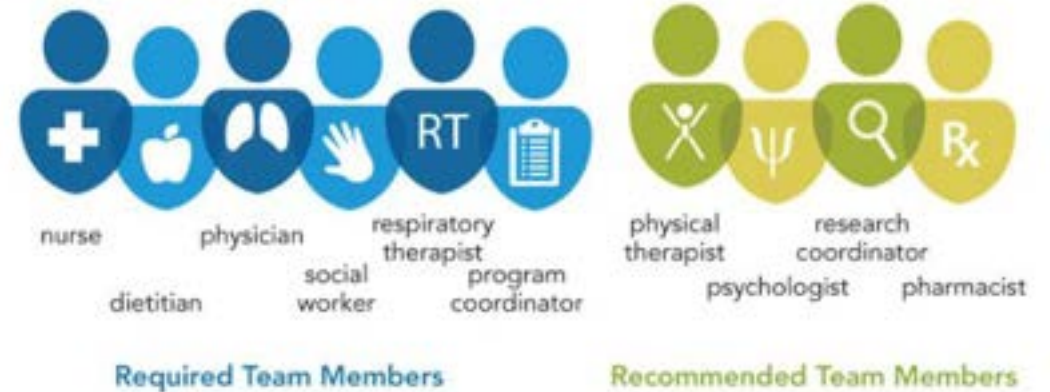 RT
Rx
nurse
dietitian
physician
social
worker
respiratory
therapist
program
coordinator
physical
therapist
psychologist
research
coordinator
pharmacist
Required Team Members
Recommended Team Members